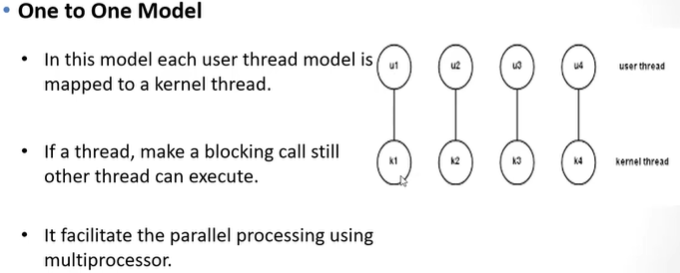 One to One Model
In this model each user thread model is
mapped to a kernel thread.
If a thread, make a blocking call still
other thread can execute.
It facilitate the parallel processing using
multiprocessor.
u1 u2 u3 u4 user thread
k1 k2 k3 k4 kernel thread